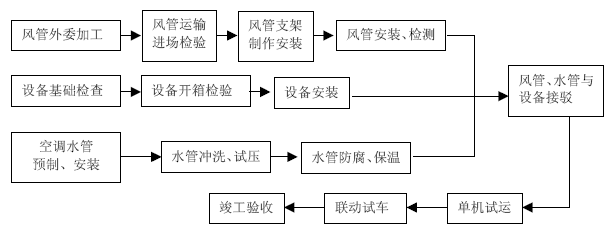 风管外委加工
风管运输
进场检验
风管支架
制作安装
风管安装、检测
设备基础检查
设备开箱检验
设备安装
风管、水管与
设备接驳
空调水管
预制、安装
水管冲洗、试压
水管防腐、保温
竣工验收
联动试车
单机试运